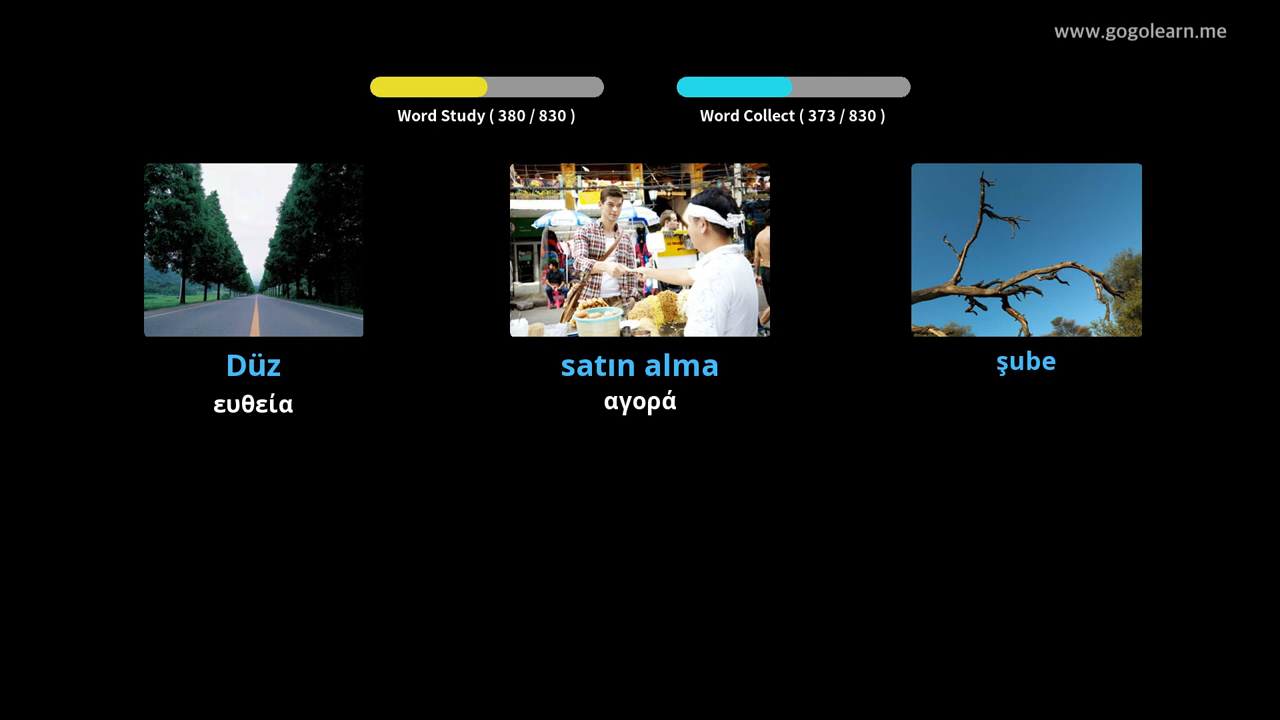 www.gogolearn.me
Word Study ( 380 / 830 )
Word Collect ( 373 / 830 )
Düz
satın alma
şube
ευθεία
αγορά